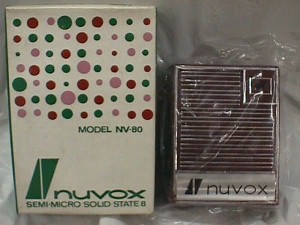 MODEL NV-80
nuvox
SEMI-MICRO SOLID STATE 8
nuvox